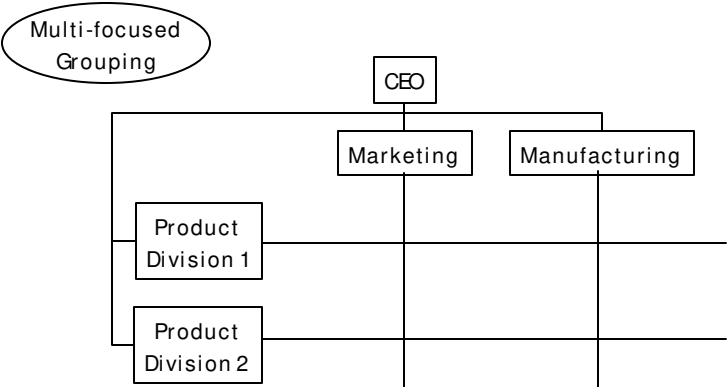 Multi-focused
Grouping
CEO
Marketing
Manufacturing
Product
Division 1
Product
Division 2